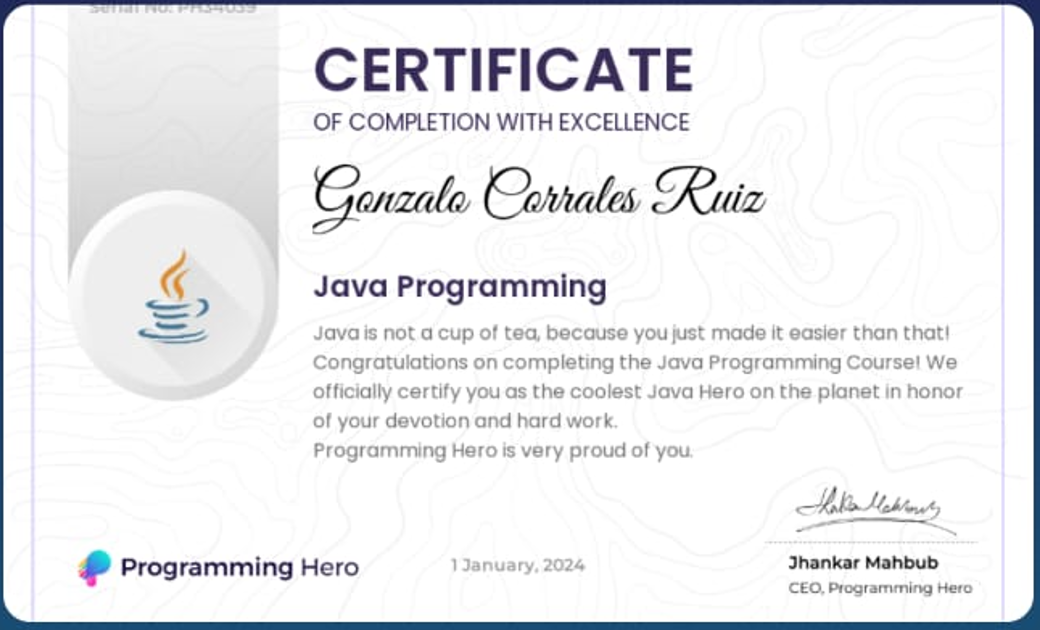 Serial No: PH34039
CERTIFICATE
OF COMPLETION WITH EXCELLENCE
Gonzalo Corrales Ruiz
Java Programming
Java is not a cup of tea, because you just made it easier than that!
Congratulations on completing the Java Programming Course! We
officially certify you as the coolest Java Hero on the planet in honor
of your devotion and hard work.
Programming Hero is very proud of you.
Programming Hero
1 January, 2024
Jhankar Mahbub
CEO, Programming Hero